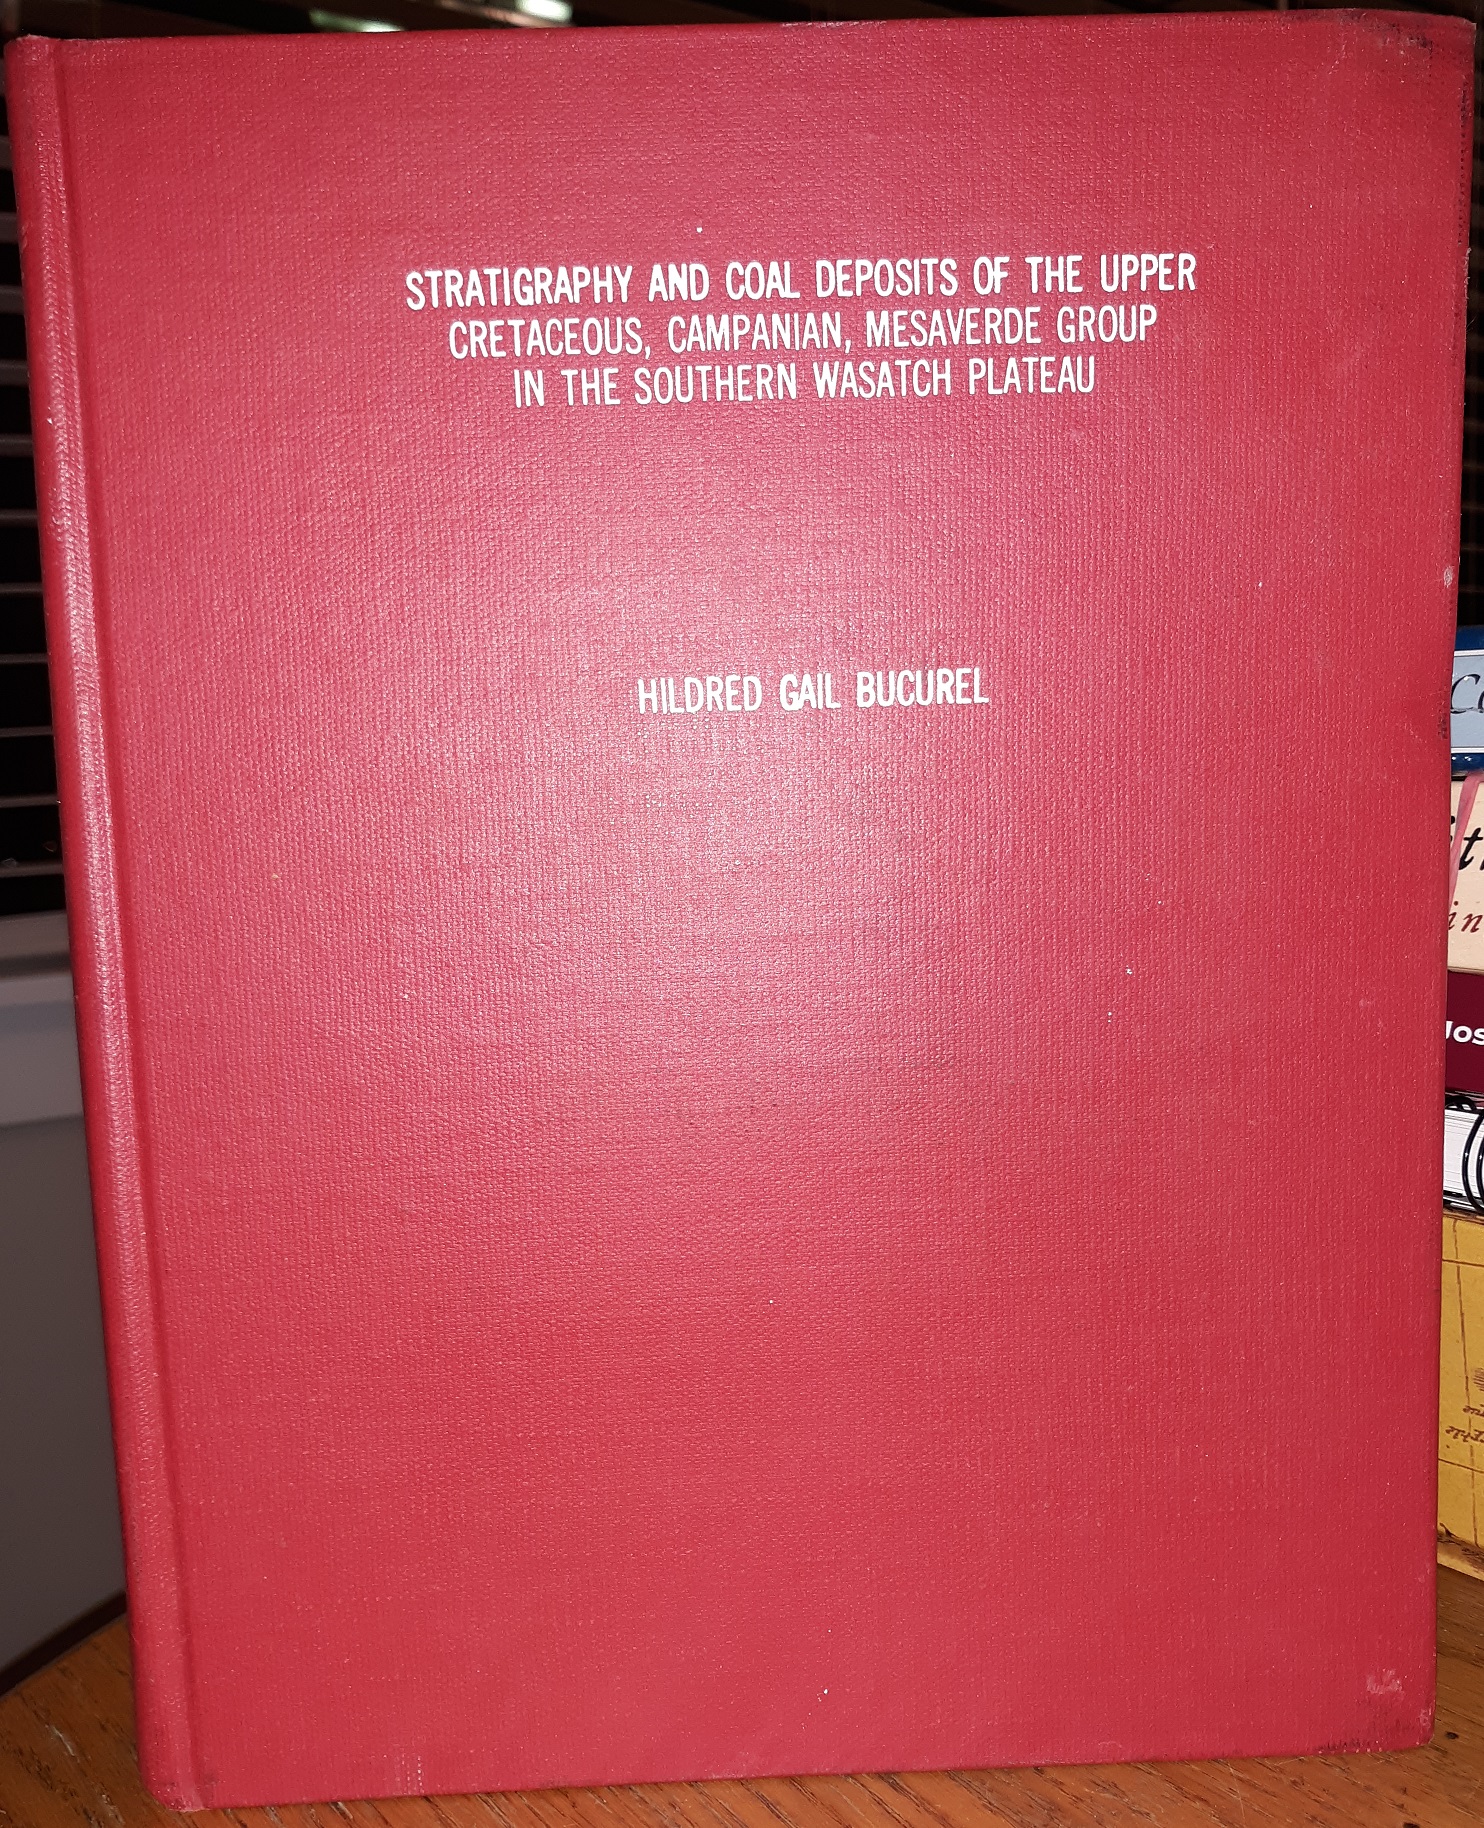 STRATIGRAPHY AND COAL DEPOSITS OF THE UPPER
CRETACEOUS, CAMPANIAN, MESAVERDE GROUP
IN THE SOUTHERN WASATCH PLATEAU
HILDRED GAIL BUCUREL